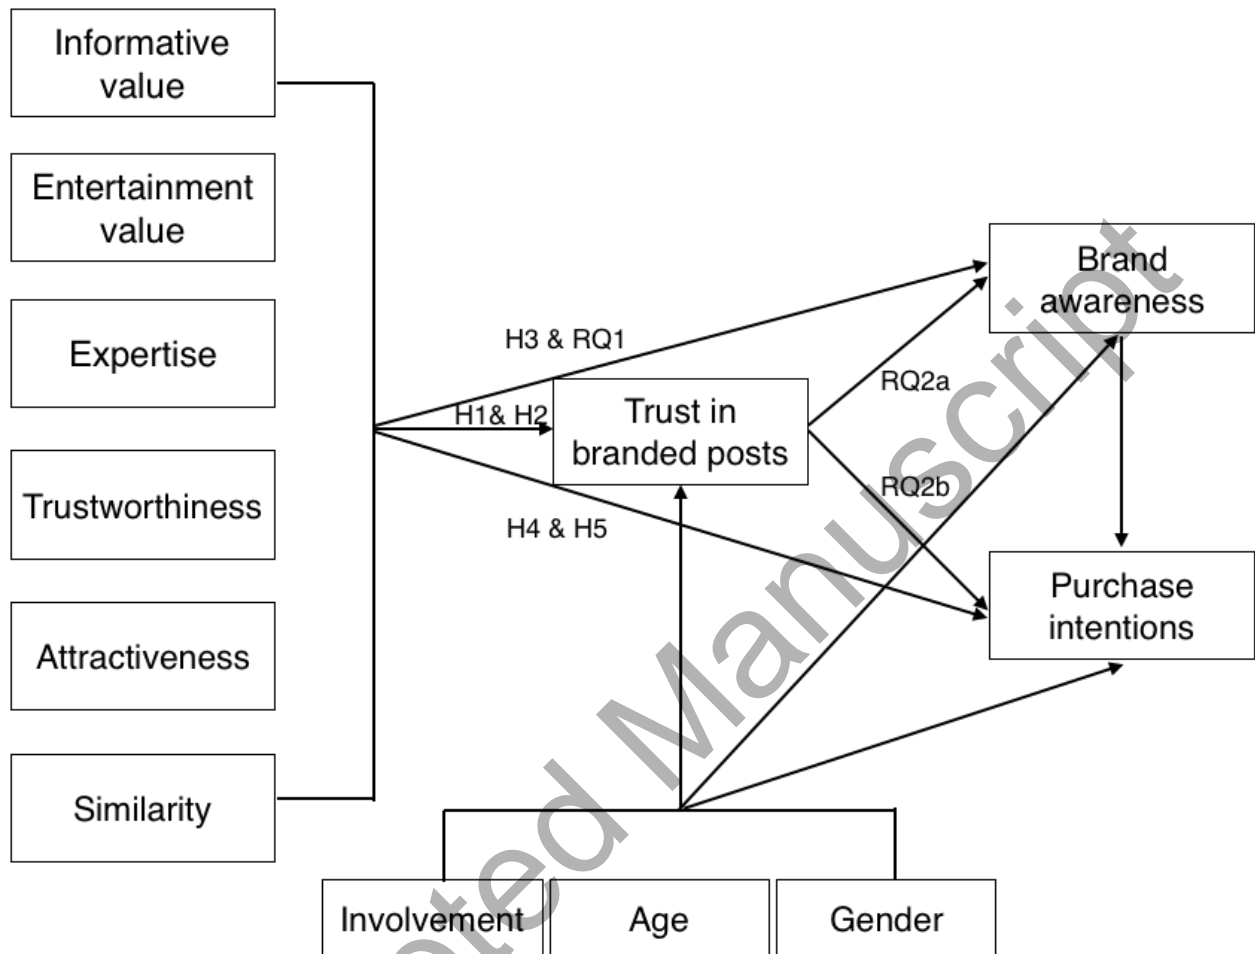 Informative
value
Entertainment
value
Expertise
Trustworthiness
Attractiveness
Similarity
H3 & RQ1
H1& H2
H4 & H5
Trust in
branded posts
RQ2a
RQ2b
Brand
awareness
Purchase
intentions
Involvement
Age
Gender
ted Manuscript